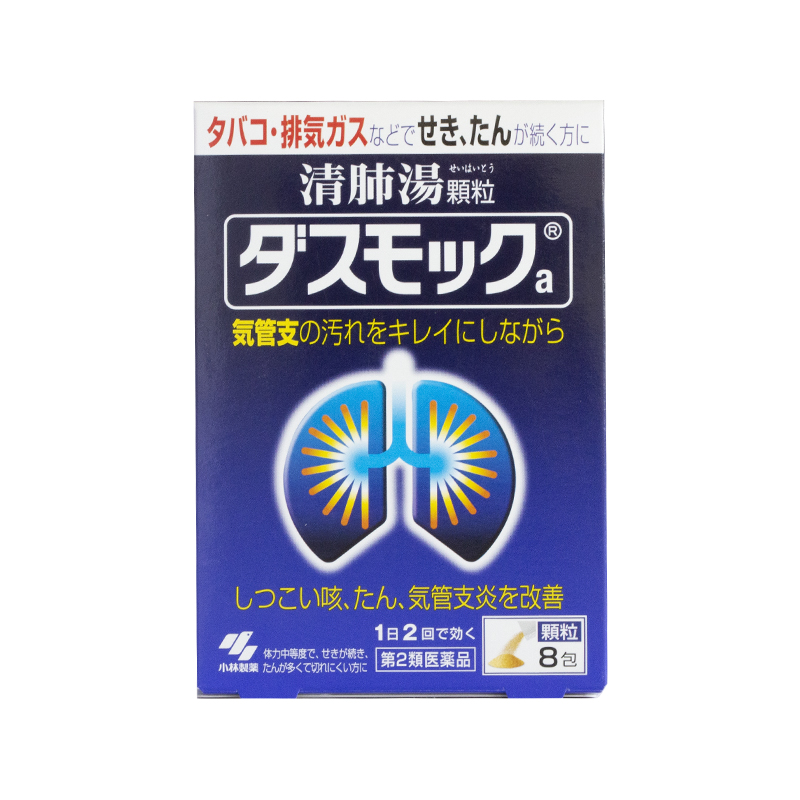 タバコ・排気ガスなどでせき、たんが続く方に
せいはいとう
清肺湯顆粒
ダスモック®a
気管支の汚れをキレイにしながら
しつこい咳、たん、気管支炎を改善
1日2回で効く
小林製薬
体力中等度で、せきが続き、
たんが多くて切れにくい方に
第2類医薬品
顆粒
8包